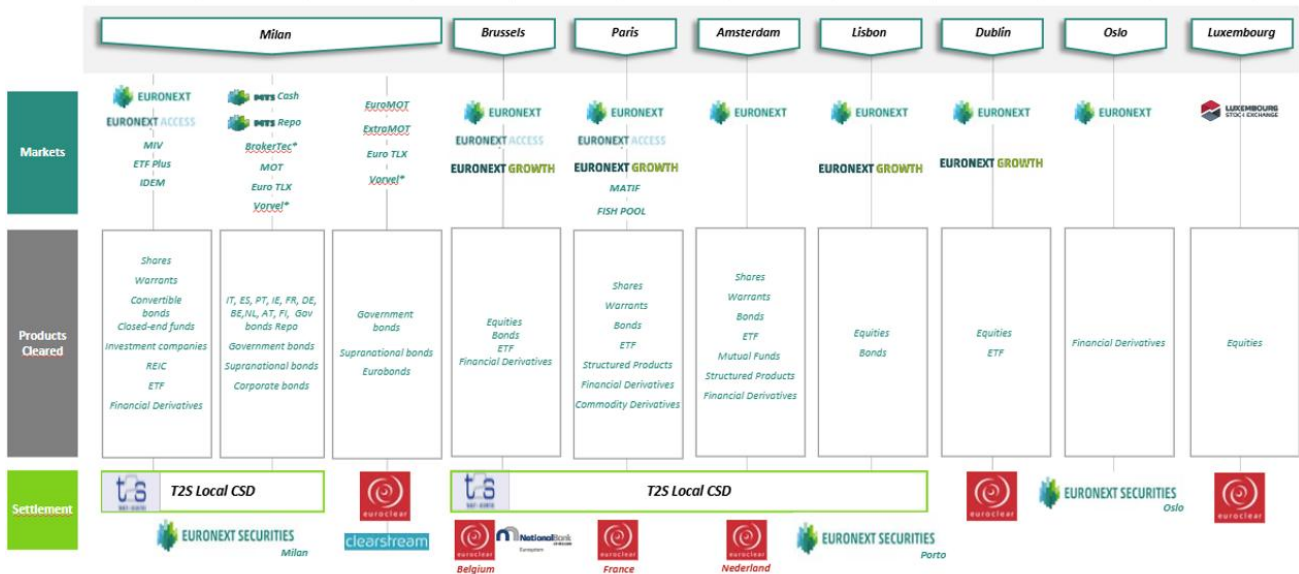 Milan
Brussels
Paris
Amsterdam
Lisbon
Dublin
Oslo
Luxembourg
Markets
EURONEXT
EURONEXT ACCESS
MIV
ETF Plus
IDEM
MTS Cash
MTS Repo
BrokerTec*
MOT
Euro TLX
Vorvel*
EuroMOT
ExtraMOT
Euro TLX
Vorvel*
EURONEXT
EURONEXT ACCESS
EURONEXT GROWTH
EURONEXT
EURONEXT ACCESS
EURONEXT GROWTH
MATIF
FISH POOL
EURONEXT
EURONEXT
EURONEXT GROWTH
EURONEXT
EURONEXT GROWTH
EURONEXT
LUXEMBOURG
STOCK EXCHANGE
Products
Cleared
Shares
Warrants
Convertible
bonds
Closed-end funds
Investment companies
REIC
ETF
Financial Derivatives
IT, ES, PT, IE, FR, DE,
BE,NL, AT, FI, Gov
bonds Repo
Government bonds
Supranational bonds
Corporate bonds
Government
bonds
Supranational bonds
Eurobonds
Equities
Bonds
ETF
Financial Derivatives
Shares
Warrants
Bonds
ETF
Structured Products
Financial Derivatives
Commodity Derivatives
Shares
Warrants
Bonds
ETF
Mutual Funds
Structured Products
Financial Derivatives
Equities
Bonds
Equities
ETF
Financial Derivatives
Equities
Settlement
t2s
T2S Local CSD
EURONEXT SECURITIES
Milan
euroclear
clearstream
t2s
T2S Local CSD
euroclear
Belgium
NationalBank
Eurosystem
euroclear
France
euroclear
Nederland
EURONEXT SECURITIES
Porto
euroclear
EURONEXT SECURITIES
Oslo
euroclear